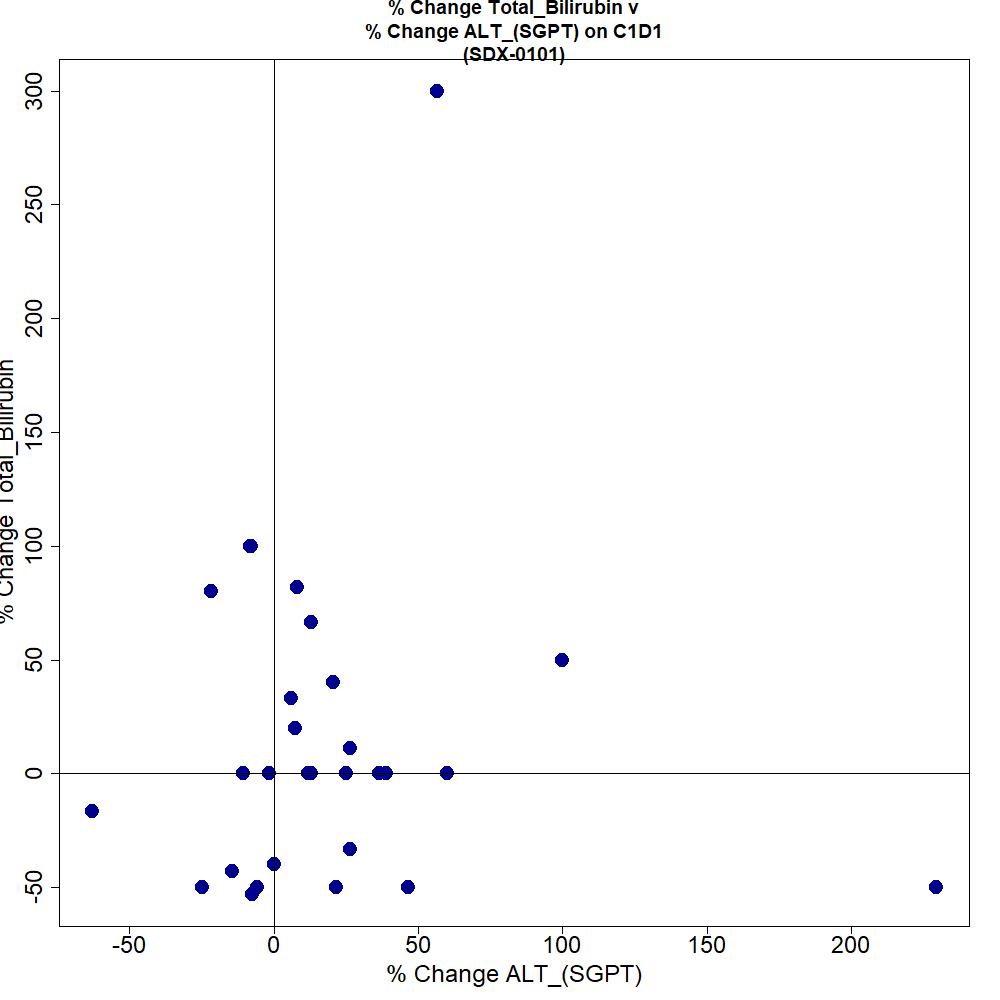 % Change Total_Bilirubin v
% Change ALT_(SGPT) on C1D1
(SDX-0101)
300
250
200
150
100
50
0
-50
% Change Total_Bilirubin
-50
0
50
100
150
200
% Change ALT_(SGPT)